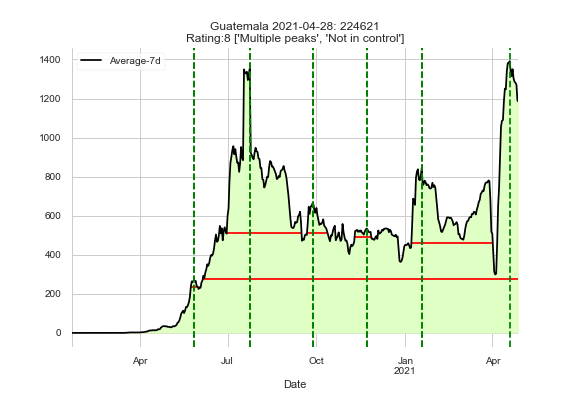 Guatemala 2021-04-28: 224621
Rating:8 ['Multiple peaks', 'Not in control']
Average-7d
1400
1200
1000
800
600
400
200
0
Apr
Jul
Oct
Jan
2021
Apr
Date